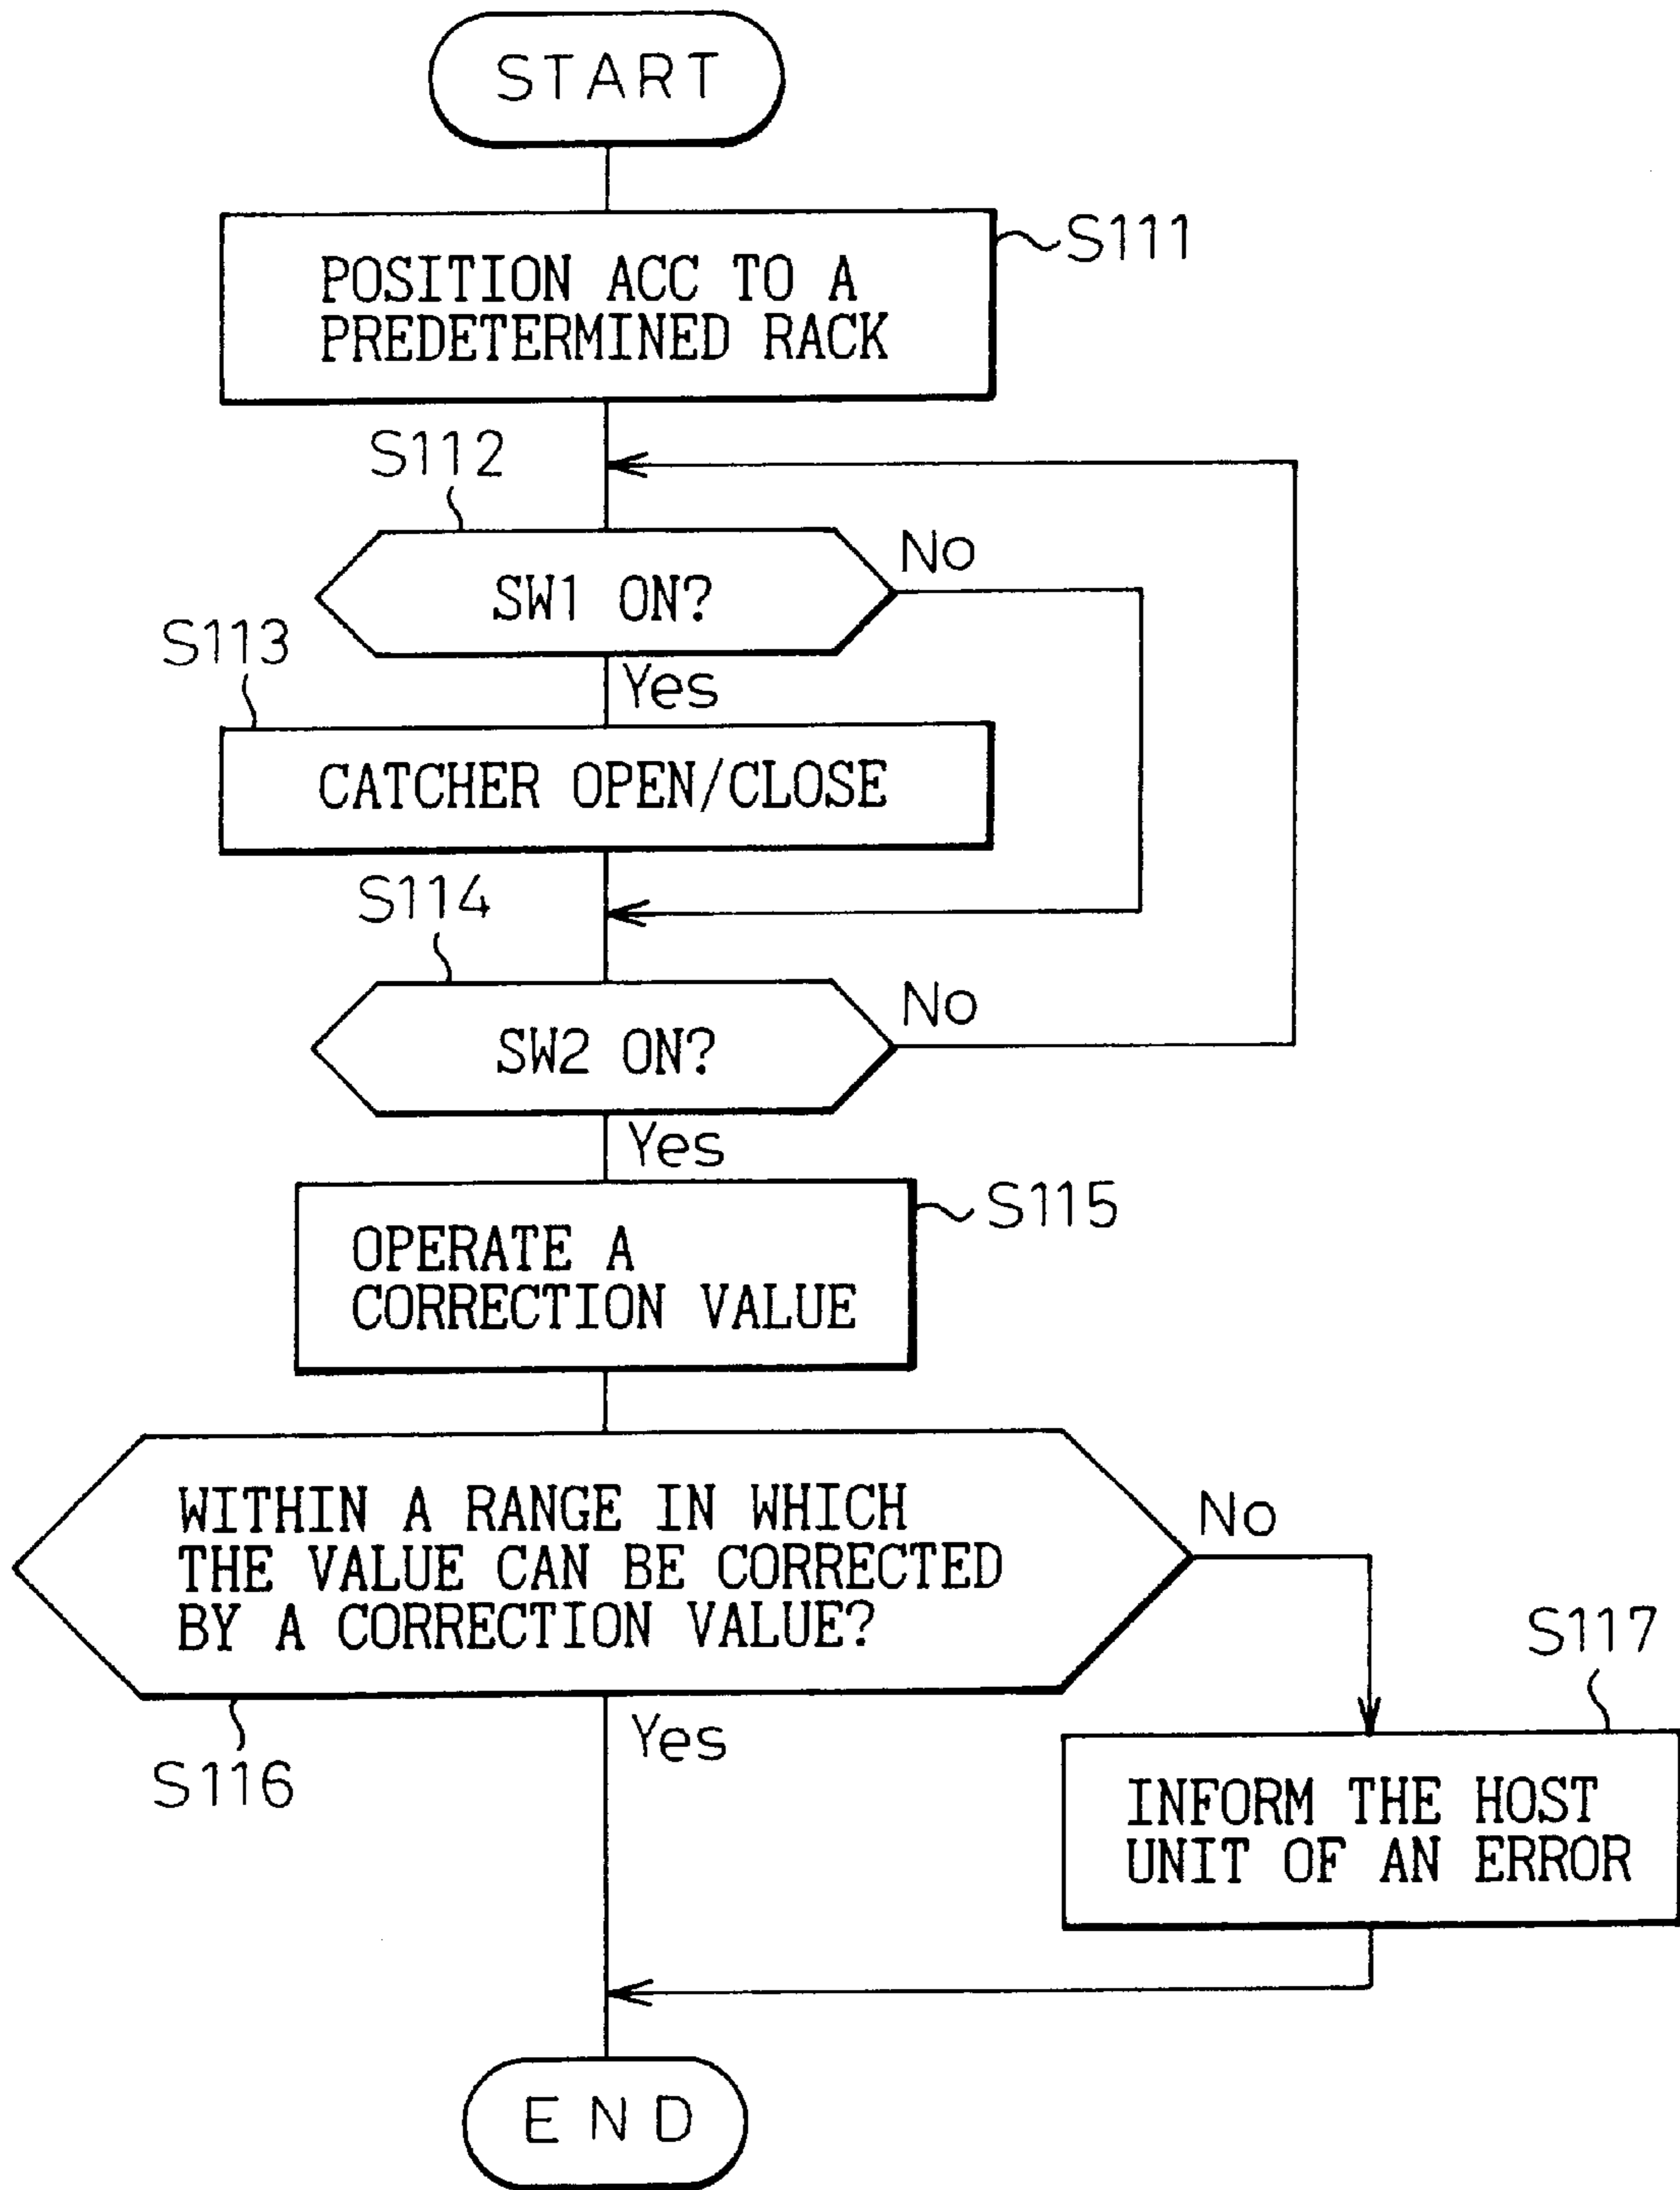 START
S111
POSITION ACC TO A
PREDETERMINED RACK
S112
No
SW1 ON?
S113
Yes
CATCHER OPEN/CLOSE
S114
No
SW2 ON?
Yes
S115
OPERATE A
CORRECTION VALUE
WITHIN A RANGE IN WHICH
THE VALUE CAN BE CORRECTED
BY A CORRECTION VALUE?
No
S117
Yes
S116
INFORM THE HOST
UNIT OF AN ERROR
END